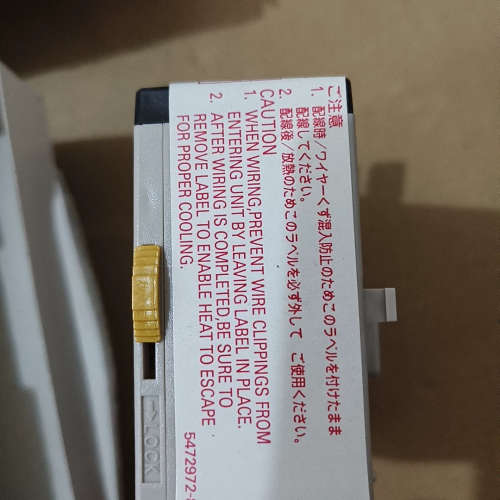 ご注意
1. 配線時/ワイヤーくず混入防止のためこのラベルを付けたまま
配線してください。
2. 配線後/放熱のためこのラベルを必ず外して ご使用ください。
CAUTION
1. WHEN WIRING,PREVENT WIRE CLIPPINGS FROM
ENTERING UNIT BY LEAVING LABEL IN PLACE.
2. AFTER WIRING IS COMPLETED,BE SURE TO
REMOVE LABEL TO ENABLE HEAT TO ESCAPE
FOR PROPER COOLING.
5472972-
→LOCK